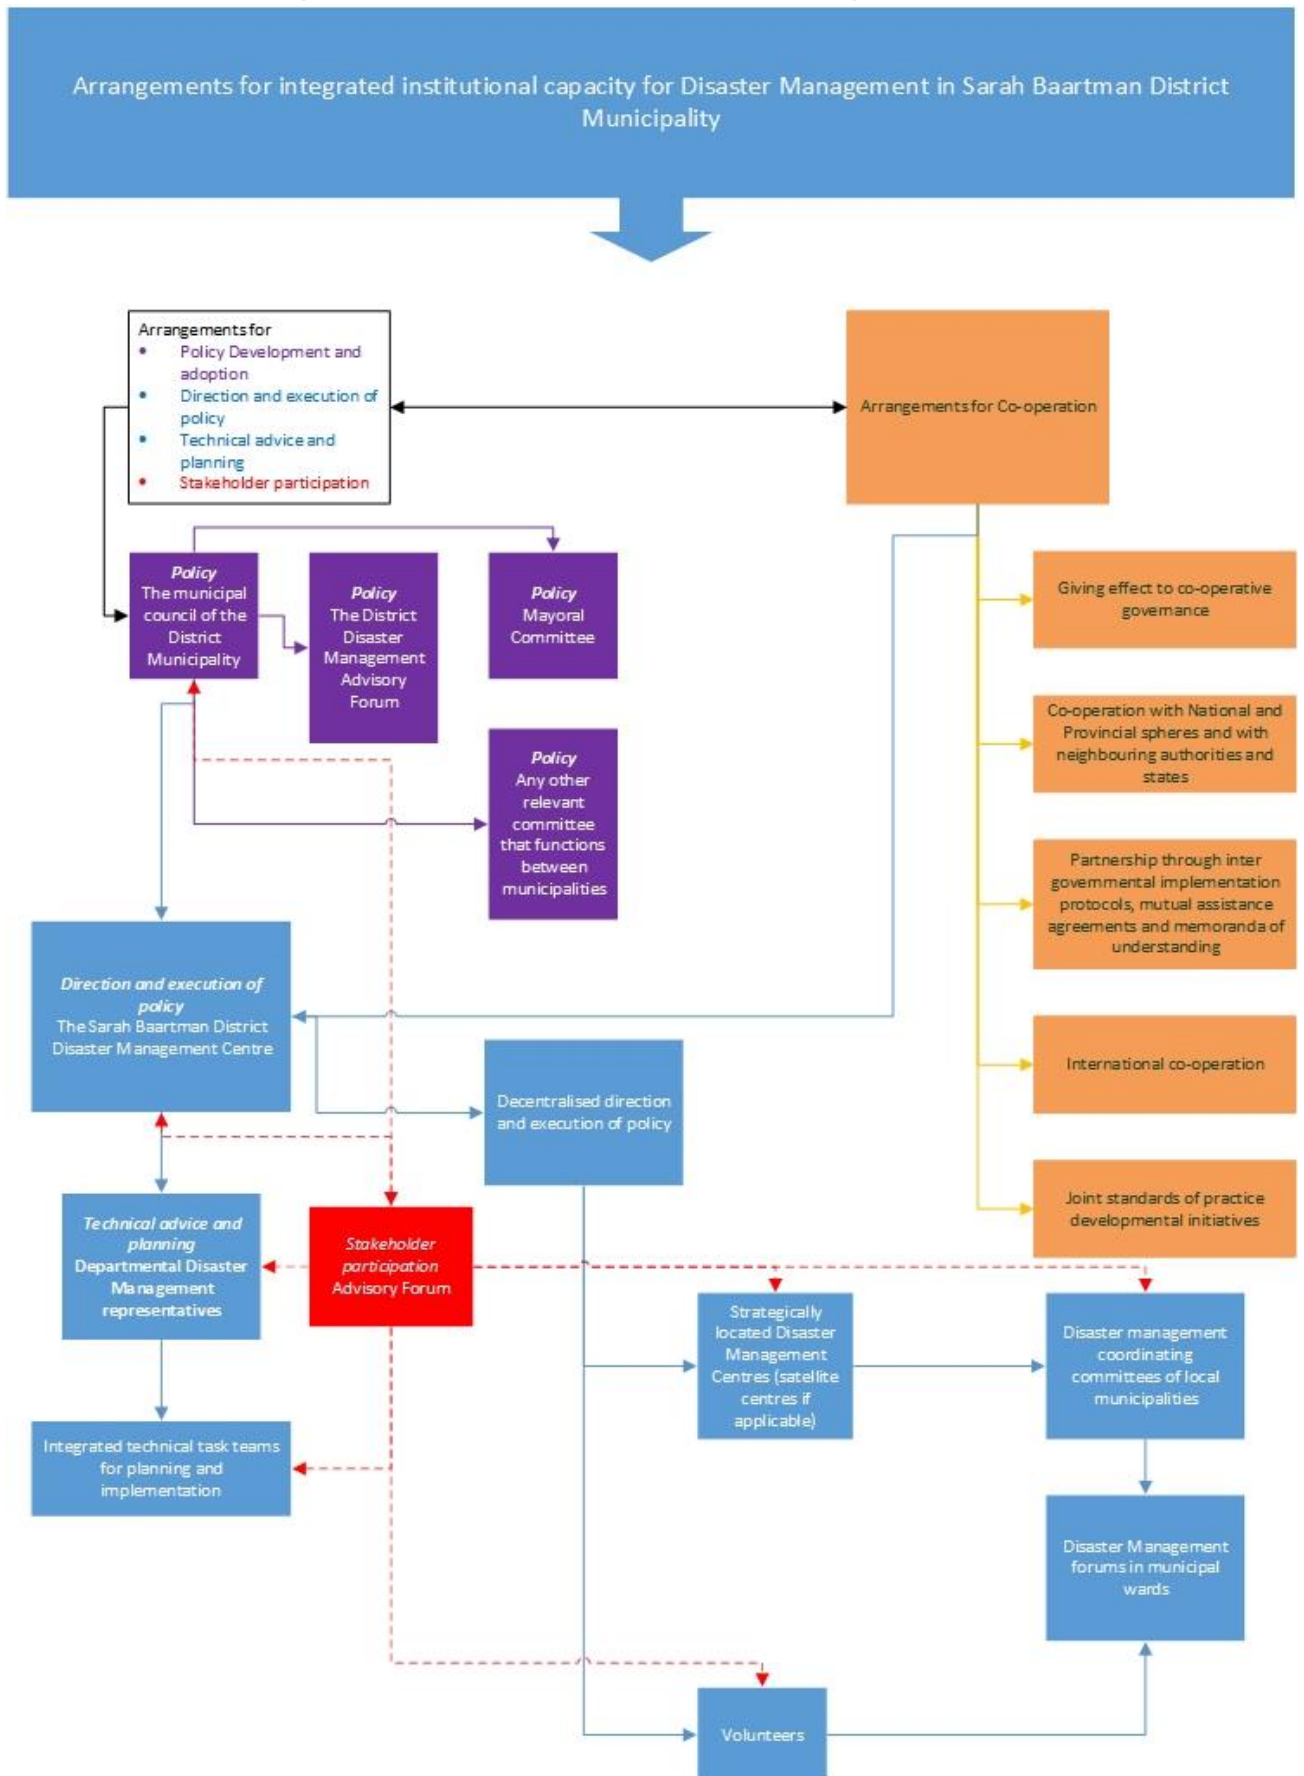 Arrangements for integrated institutional capacity for Disaster Management in Sarah Baartman District
Municipality
Arrangements for
• Policy Development and
adoption
• Direction and execution of
policy
• Technical advice and
planning
• Stakeholder participation
Arrangements for Co-operation
Policy
The municipal
council of the
District
Municipality
Policy
The District
Disaster
Management
Advisory
Forum
Policy
Mayoral
Committee
Giving effect to co-operative
governance
Co-operation with National and
Provincial spheres and with
neighbouring authorities and
states
Policy
Any other
relevant
committee
that functions
between
municipalities
Partnership through inter
governmental implementation
protocols, mutual assistance
agreements and memoranda of
understanding
Direction and execution of
policy
The Sarah Baartman District
Disaster Management Centre
International co-operation
Decentralised direction
and execution of policy
Joint standards of practice
developmental initiatives
Technical advice and
planning
Departmental Disaster
Management
representatives
Stakeholder
participation
Advisory Forum
Strategically
located Disaster
Management
Centres (satellite
centres if
applicable)
Disaster management
coordinating
committees of local
municipalities
Integrated technical task teams
for planning and
implementation
Disaster Management
forums in municipal
wards
Volunteers